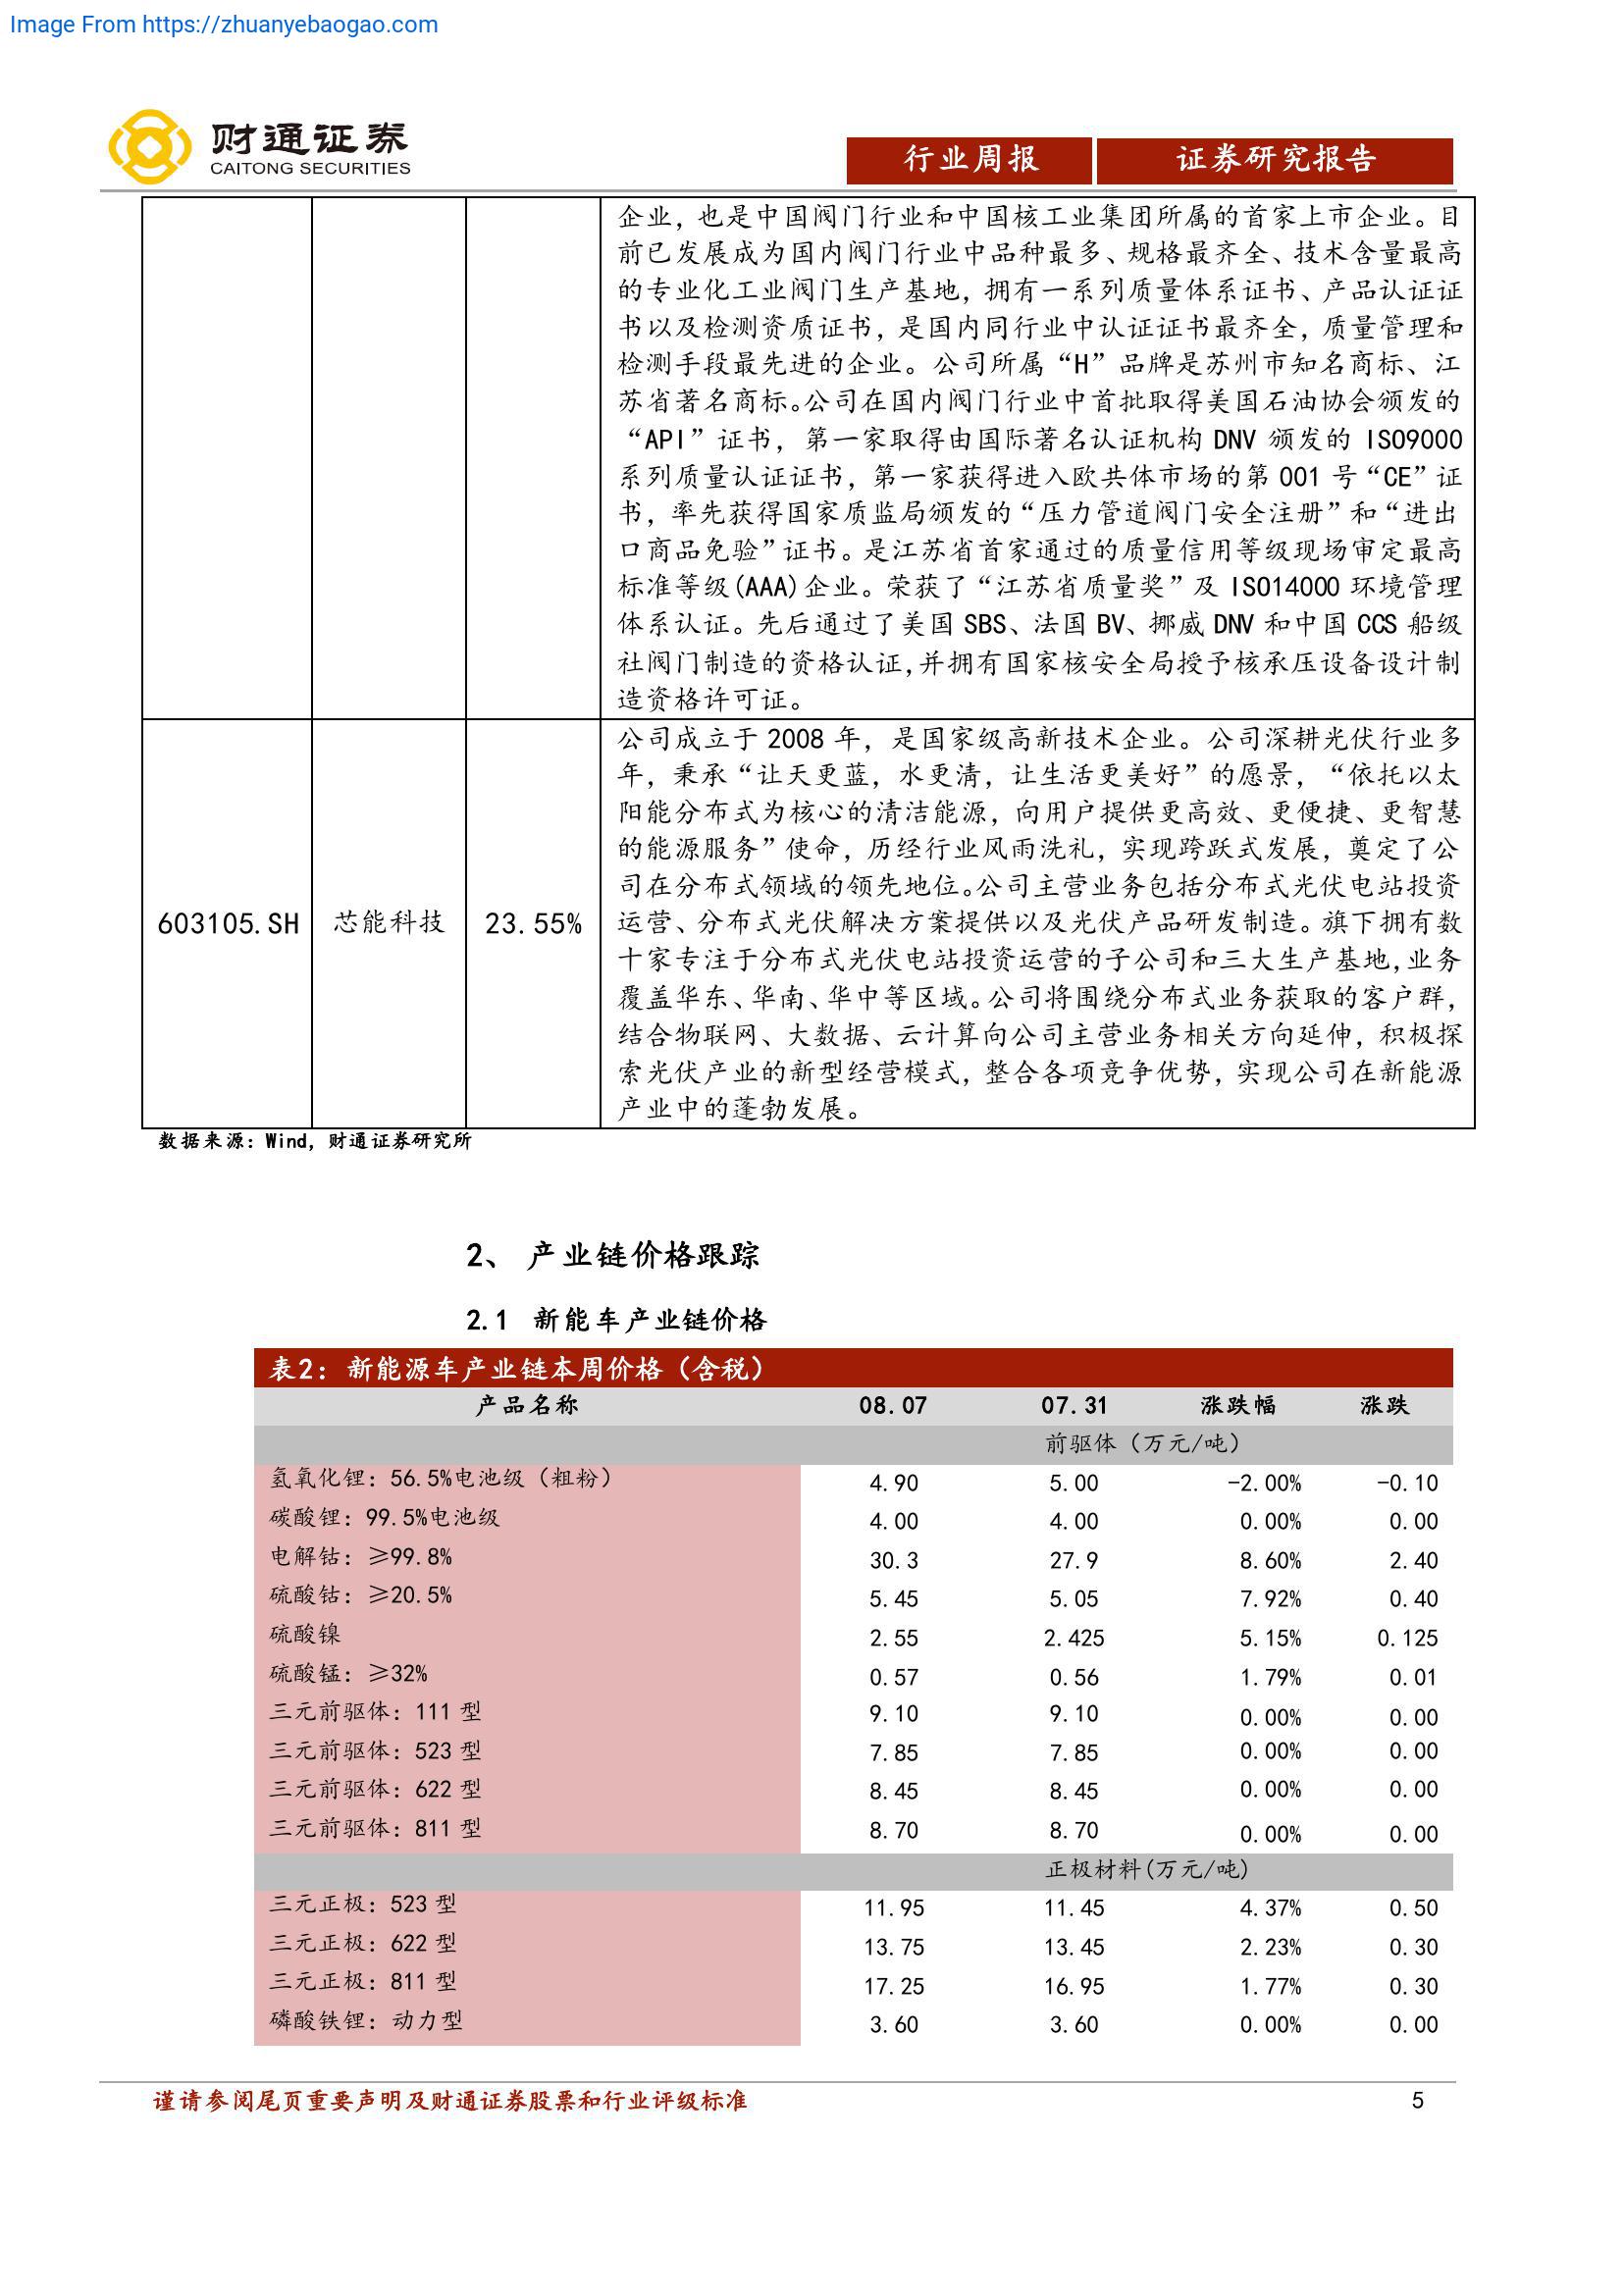 Image From https://zhuanyebaogao.com
财通证券
CAITONG SECURITIES
行业周报
证券研究报告
企业，也是中国阀门行业和中国核工业集团所属的首家上市企业。目
前已发展成为国内阀门行业中品种最多、规格最齐全、技术含量最高
的专业化工业阀门生产基地，拥有一系列质量体系证书、产品认证证
书以及检测资质证书，是国内同行业中认证证书最齐全，质量管理和
检测手段最先进的企业。公司所属“H”品牌是苏州市知名商标、江
苏省著名商标。公司在国内阀门行业中首批取得美国石油协会颁发的
“API”证书，第一家取得由国际著名认证机构 DNV 颁发的 ISO9000
系列质量认证证书，第一家获得进入欧共体市场的第 001 号“CE”证
书，率先获得国家质监局颁发的“压力管道阀门安全注册”和“进出
口商品免验”证书。是江苏省首家通过的质量信用等级现场审定最高
标准等级(AAA)企业。荣获了“江苏省质量奖”及 ISO14000 环境管理
体系认证。先后通过了美国 SBS、法国 BV、挪威 DNV 和中国 CCS 船级
社阀门制造的资格认证,并拥有国家核安全局授予核承压设备设计制
造资格许可证。
603105.SH 芯能科技 23.55%
公司成立于 2008 年，是国家级高新技术企业。公司深耕光伏行业多
年，秉承“让天更蓝，水更清，让生活更美好”的愿景，“依托以太
阳能分布式为核心的清洁能源，向用户提供更高效、更便捷、更智慧
的能源服务”使命，历经行业风雨洗礼，实现跨跃式发展，奠定了公
司在分布式领域的领先地位。公司主营业务包括分布式光伏电站投资
运营、分布式光伏解决方案提供以及光伏产品研发制造。旗下拥有数
十家专注于分布式光伏电站投资运营的子公司和三大生产基地,业务
覆盖华东、华南、华中等区域。公司将围绕分布式业务获取的客户群，
结合物联网、大数据、云计算向公司主营业务相关方向延伸，积极探
索光伏产业的新型经营模式，整合各项竞争优势，实现公司在新能源
产业中的蓬勃发展。
数据来源：Wind，财通证券研究所
2、 产业链价格跟踪
2.1 新能车产业链价格
表2：新能源车产业链本周价格（含税）
产品名称 08.07 07.31 涨跌幅 涨跌
前驱体（万元/吨）
氢氧化锂：56.5%电池级（粗粉） 4.90 5.00 -2.00% -0.10
碳酸锂：99.5%电池级 4.00 4.00 0.00% 0.00
电解钴：≥99.8% 30.3 27.9 8.60% 2.40
硫酸钴：≥20.5% 5.45 5.05 7.92% 0.40
硫酸镍 2.55 2.425 5.15% 0.125
硫酸锰：≥32% 0.57 0.56 1.79% 0.01
三元前驱体：111 型 9.10 9.10 0.00% 0.00
三元前驱体：523 型 7.85 7.85 0.00% 0.00
三元前驱体：622 型 8.45 8.45 0.00% 0.00
三元前驱体：811 型 8.70 8.70 0.00% 0.00
正极材料(万元/吨)
三元正极：523 型 11.95 11.45 4.37% 0.50
三元正极：622 型 13.75 13.45 2.23% 0.30
三元正极：811 型 17.25 16.95 1.77% 0.30
磷酸铁锂：动力型 3.60 3.60 0.00% 0.00
谨请参阅尾页重要声明及财通证券股票和行业评级标准 5